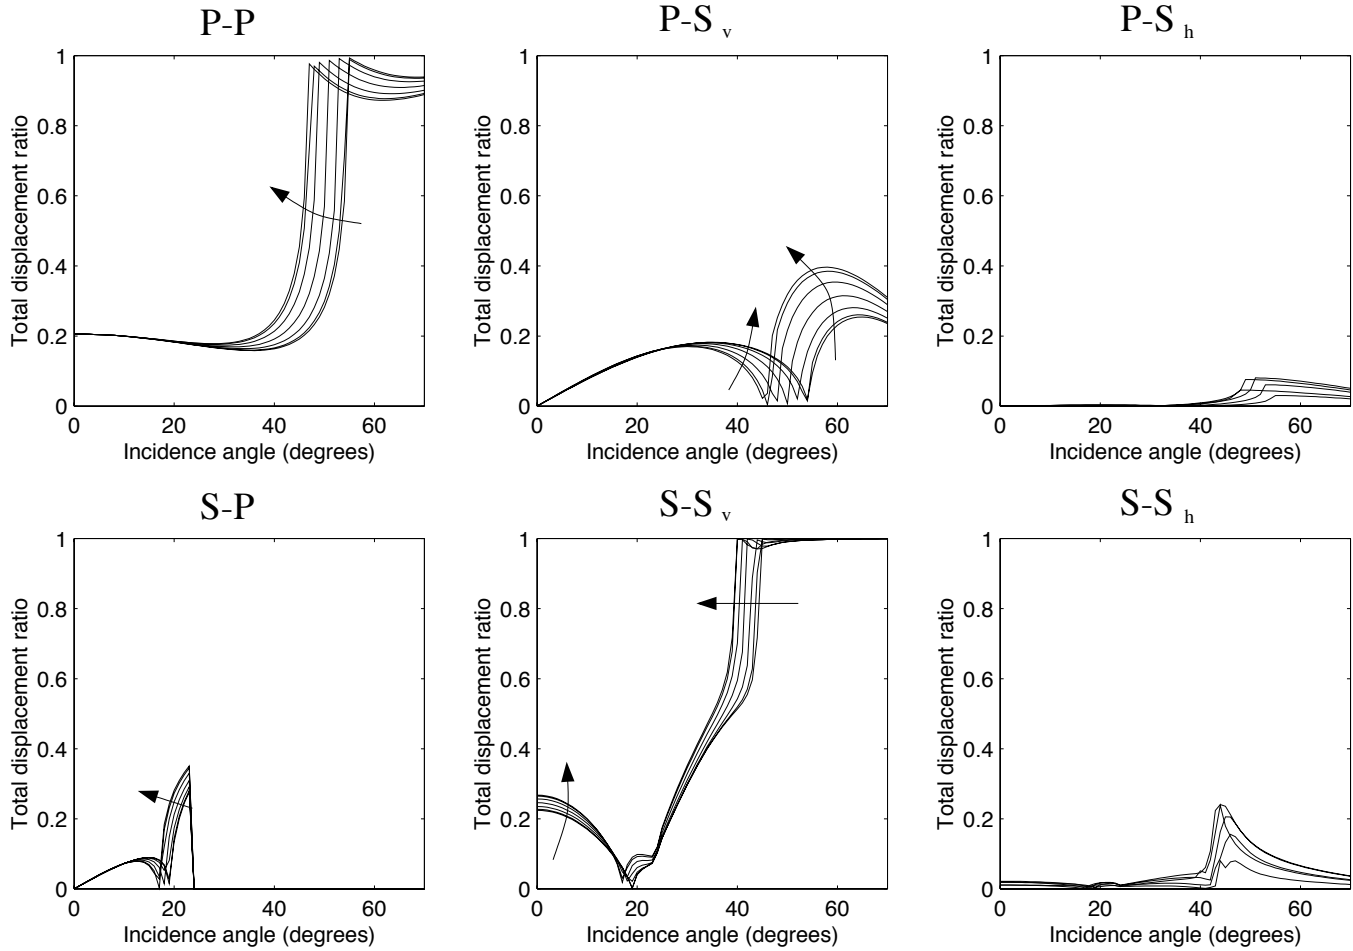 P-P
P-S v
P-S h
Total displacement ratio
1
0.8
0.6
0.4
0.2
0
0 20 40 60
Incidence angle (degrees)
Total displacement ratio
1
0.8
0.6
0.4
0.2
0
0 20 40 60
Incidence angle (degrees)
Total displacement ratio
1
0.8
0.6
0.4
0.2
0
0 20 40 60
Incidence angle (degrees)
S-P
S-S v
S-S h
Total displacement ratio
1
0.8
0.6
0.4
0.2
0
0 20 40 60
Incidence angle (degrees)
Total displacement ratio
1
0.8
0.6
0.4
0.2
0
0 20 40 60
Incidence angle (degrees)
Total displacement ratio
1
0.8
0.6
0.4
0.2
0
0 20 40 60
Incidence angle (degrees)